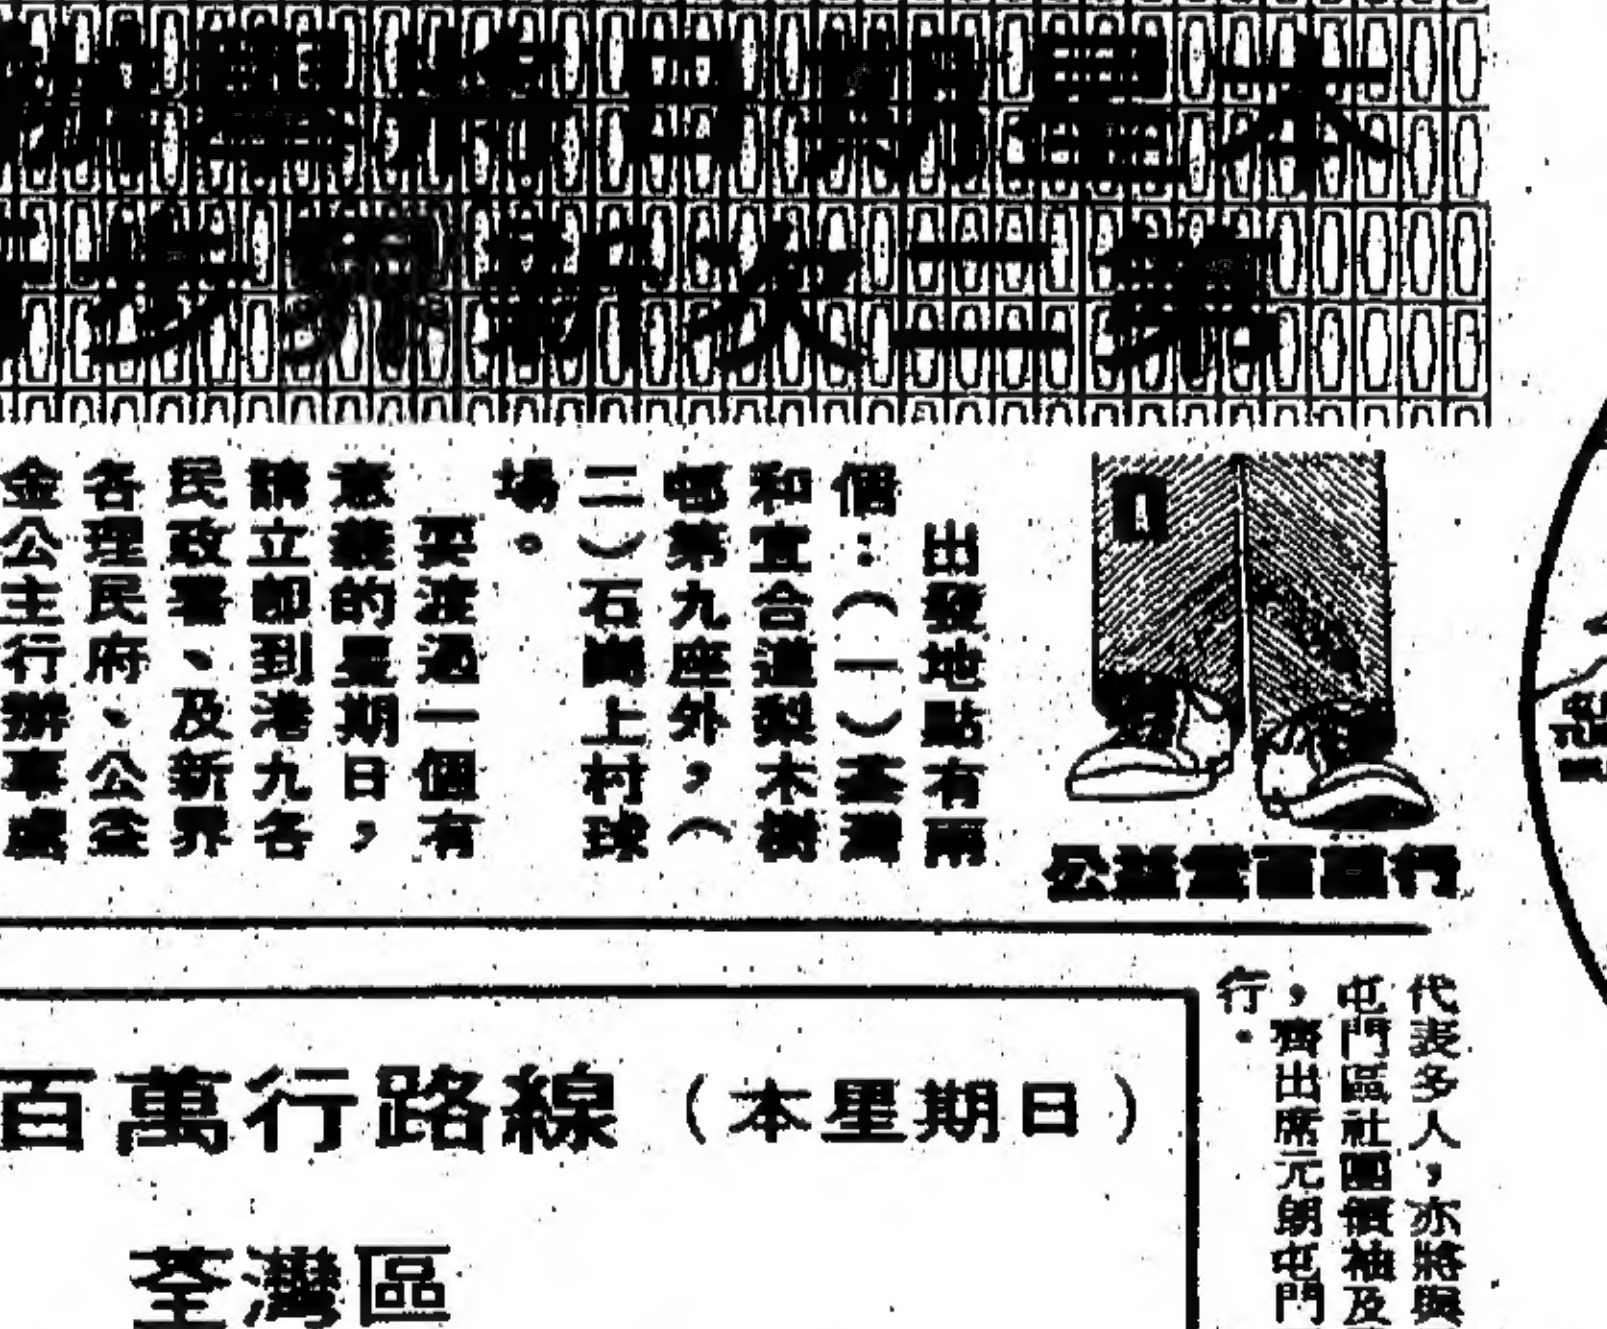 本星期日將舉辦
第二次新界步行
公益金百萬行
出發地點有兩
個：（一）荃灣
和宜合道梨木樹
邨第九座外，（
二）石崗上村球
場。
要渡過一個有
意義的星期日，
請立即到港九各
民政署、及新界
各理民府、公益
金公主行辦事處
代表多人，亦將與
屯門區社團領袖及
，齊出席元朗屯門
行。
百萬行路線（本星期日）
荃灣區